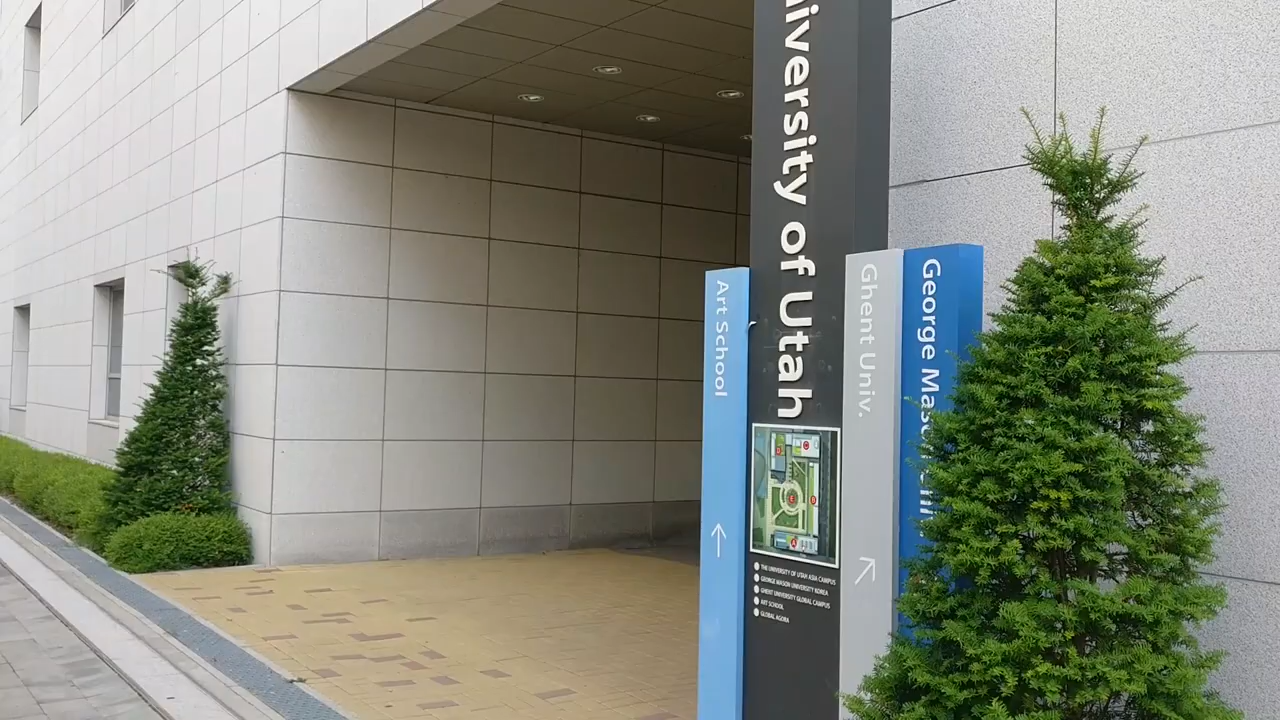 Art School
niversity of Utah
Ghent Univ.
George Mas
THE UNIVERSITY OF UTAH ASIA CAMPUS
GEORGE MASON UNIVERSITY KOREA
GHENT UNIVERSITY GLOBAL CAMPUS
ART SCHOOL
GLOBAL AGORA